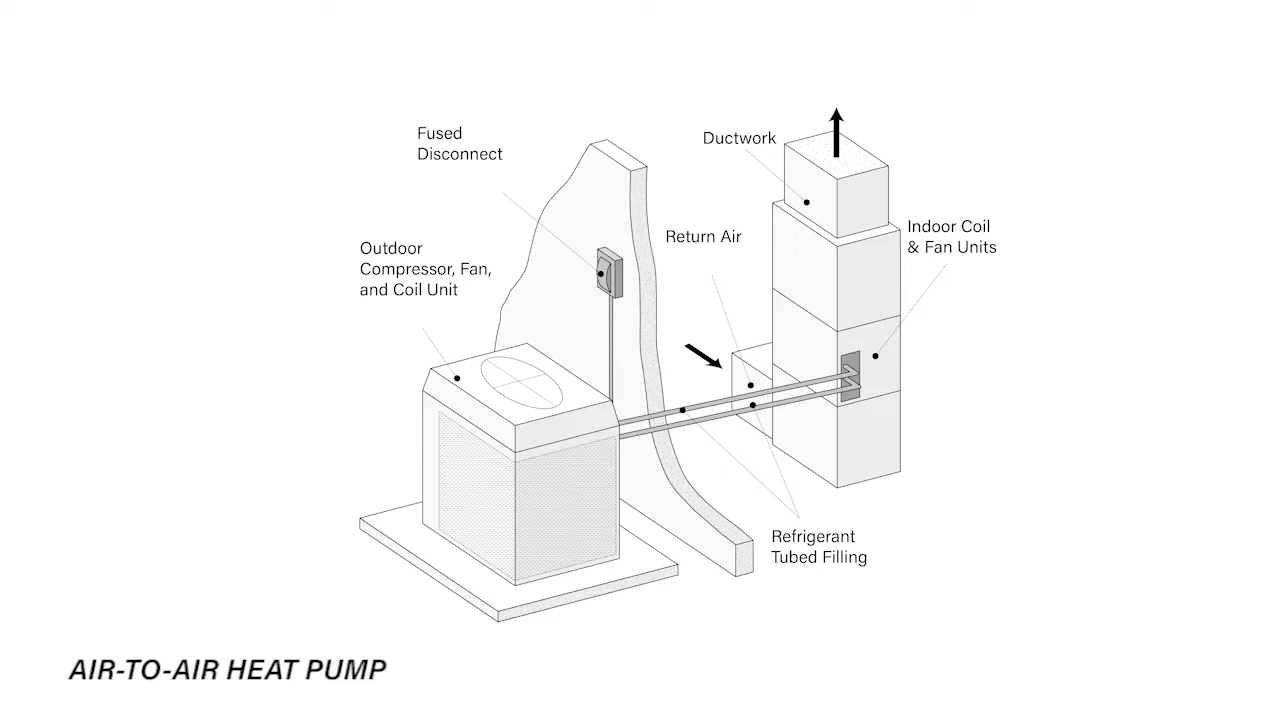 Fused
Disconnect
Ductwork
Return Air
Indoor Coil
& Fan Units
Outdoor
Compressor, Fan,
and Coil Unit
Refrigerant
Tubed Filling
AIR-TO-AIR HEAT PUMP